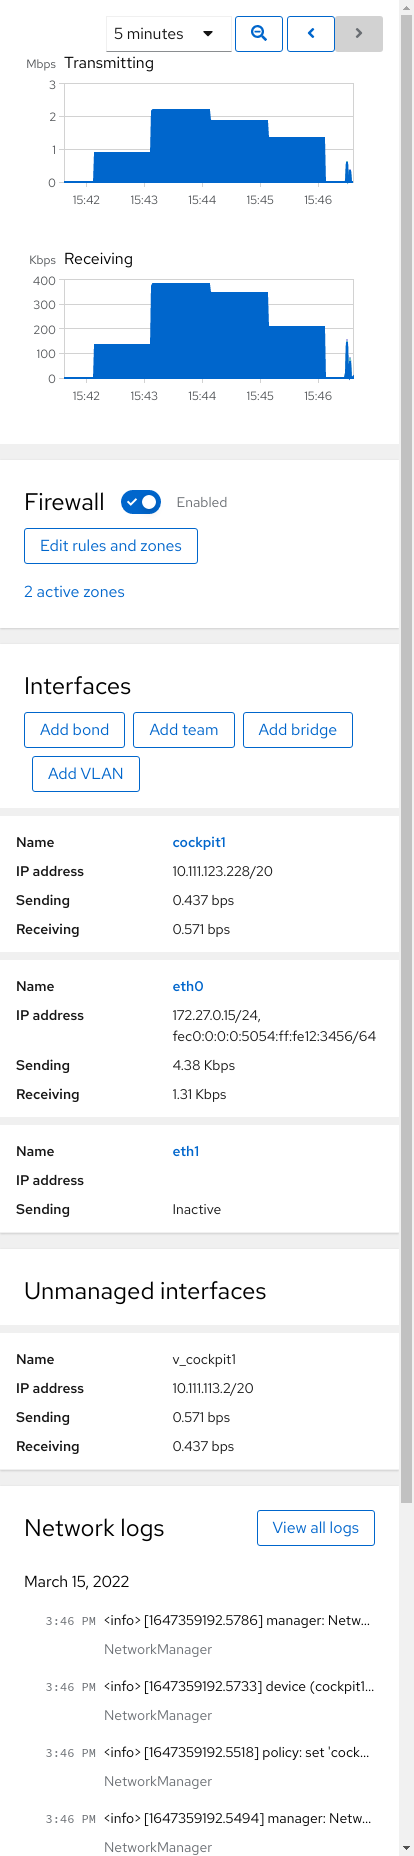 5 minutes
Mbps Transmitting
3
2
1
0
15:42 15:43 15:44 15:45 15:46
Kbps Receiving
400
300
200
100
0
15:42 15:43 15:44 15:45 15:46
Firewall Enabled
Edit rules and zones
2 active zones
Interfaces
Add bond Add team Add bridge
Add VLAN
Name cockpit1
IP address 10.111.123.228/20
Sending 0.437 bps
Receiving 0.571 bps
Name eth0
IP address 172.27.0.15/24,
fec0:0:0:0:5054:ff:fe12:3456/64
Sending 4.38 Kbps
Receiving 1.31 Kbps
Name eth1
IP address
Sending Inactive
Unmanaged interfaces
Name v_cockpit1
IP address 10.111.113.2/20
Sending 0.571 bps
Receiving 0.437 bps
Network logs View all logs
March 15, 2022
3:46 PM <info> [1647359192.5786] manager: Netw...
NetworkManager
3:46 PM <info> [1647359192.5733] device (cockpit1...
NetworkManager
3:46 PM <info> [1647359192.5518] policy: set 'cock...
NetworkManager
3:46 PM <info> [1647359192.5494] manager: Netw...
NetworkManager